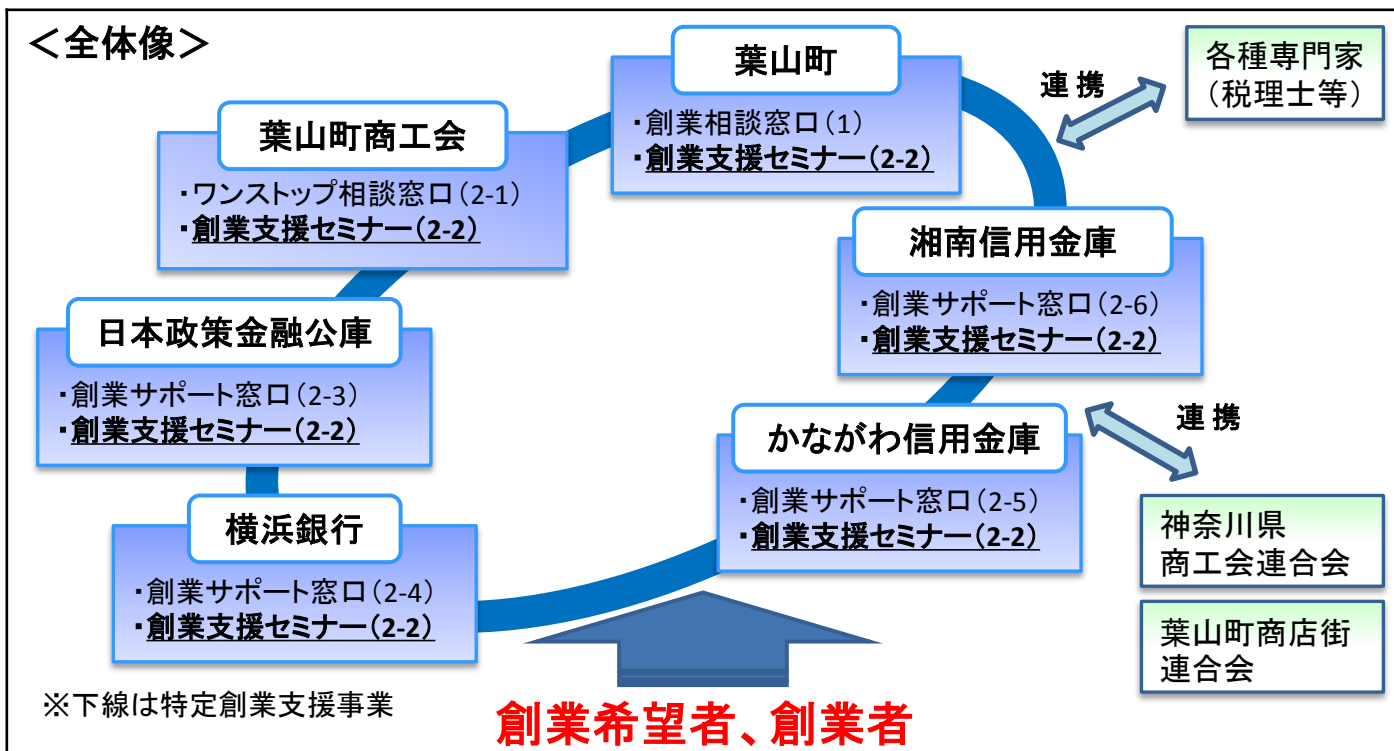 <全体像>
葉山町
・創業相談窓口(1)
・創業支援セミナー(2-2)
連 携
各種専門家
(税理士等)
葉山町商工会
・ワンストップ相談窓口(2-1)
・創業支援セミナー(2-2)
湘南信用金庫
・創業サポート窓口(2-6)
・創業支援セミナー(2-2)
日本政策金融公庫
・創業サポート窓口(2-3)
・創業支援セミナー(2-2)
かながわ信用金庫
・創業サポート窓口(2-5)
・創業支援セミナー(2-2)
連 携
神奈川県
商工会連合会
葉山町商店街
連合会
横浜銀行
・創業サポート窓口(2-4)
・創業支援セミナー(2-2)
※下線は特定創業支援事業
創業希望者、創業者